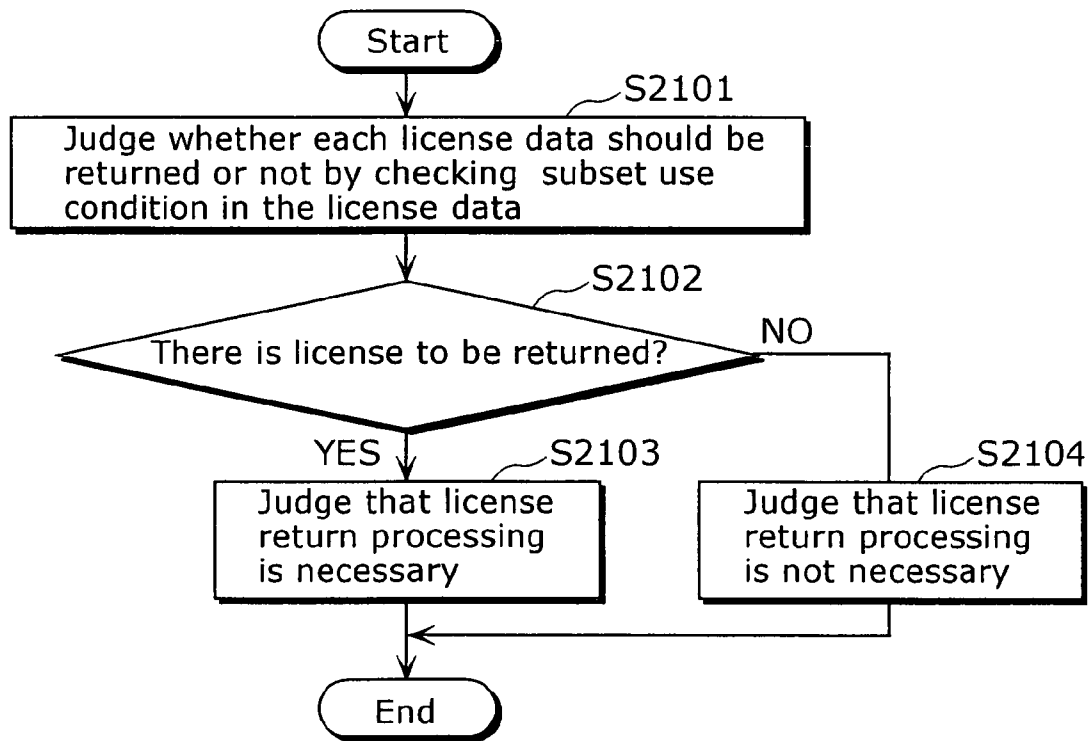 Start
S2101
Judge whether each license data should be
returned or not by checking subset use
condition in the license data
S2102
There is license to be returned?
NO
YES
S2103
Judge that license
return processing
is necessary
S2104
Judge that license
return processing
is not necessary
End